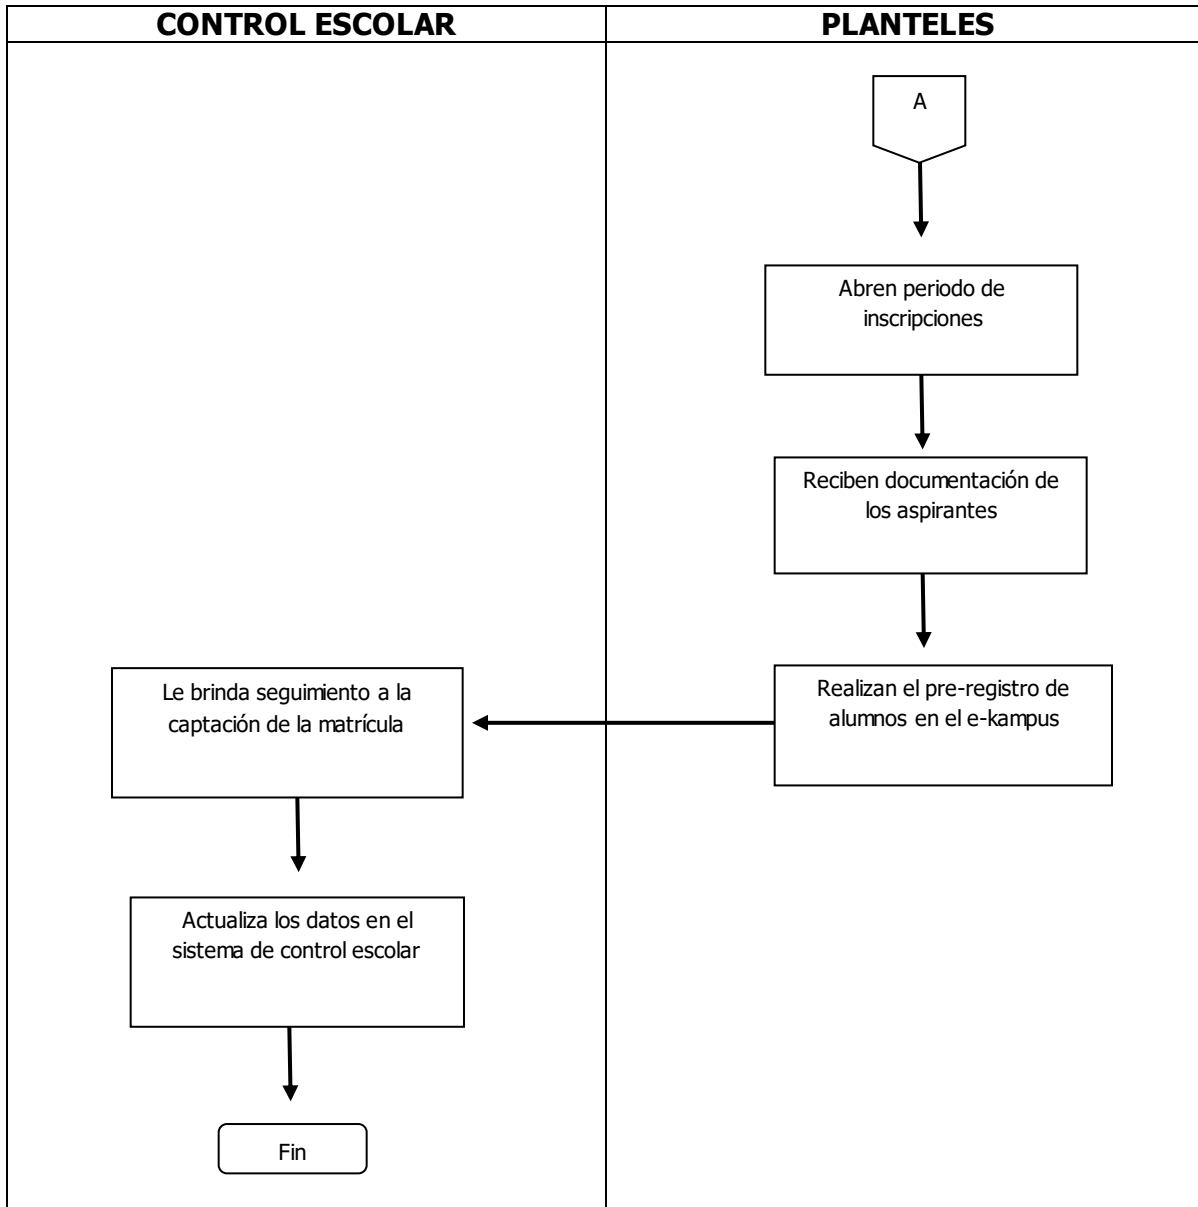 CONTROL ESCOLAR
PLANTELES
A
Abren periodo de
inscripciones
Reciben documentación de
los aspirantes
Realizan el pre-registro de
alumnos en el e-kampus
Le brinda seguimiento a la
captación de la matrícula
Actualiza los datos en el
sistema de control escolar
Fin